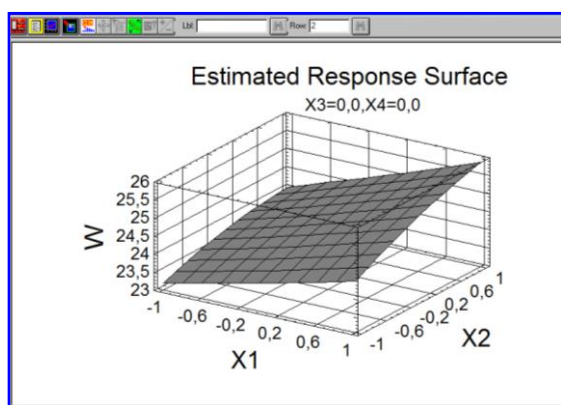 Lbl: Row: 2
Estimated Response Surface
X3=0,0,X4=0,0
26
25,5
25
24,5
24
23,5
23
W
-1 -0,6 -0,2 0,2 0,6 1
X1
-1 -0,6 -0,2 0,2 0,6 1
X2